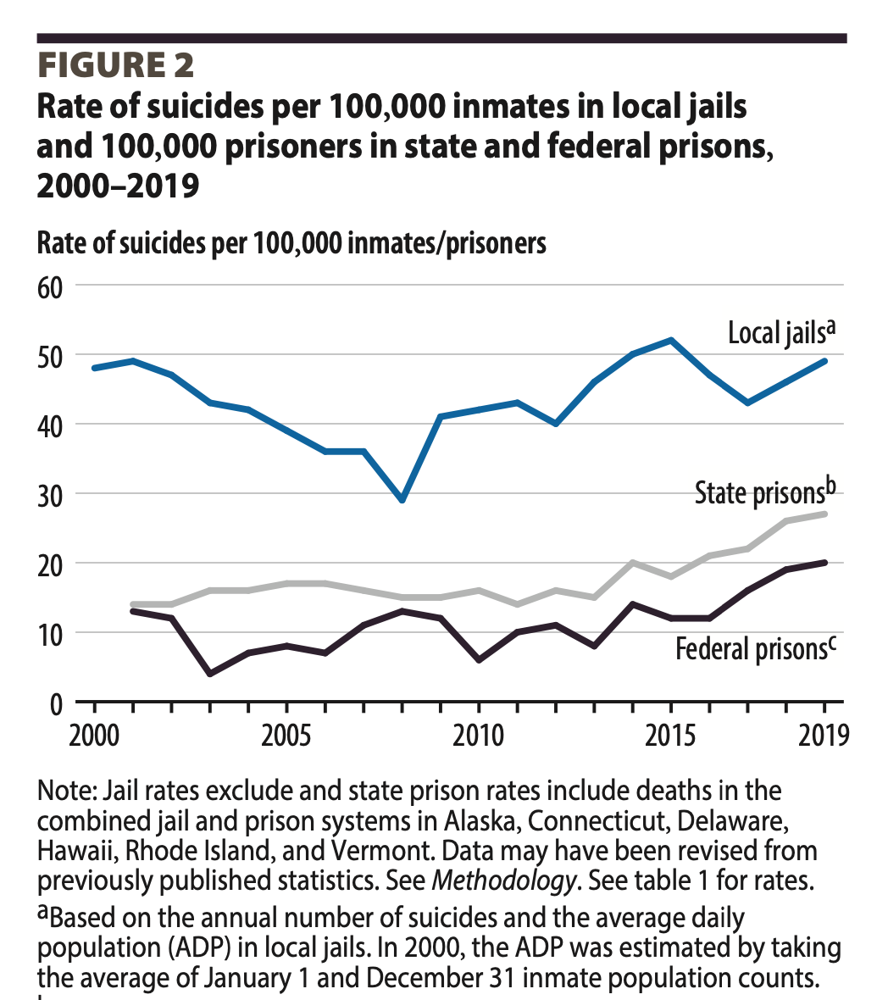 FIGURE 2
Rate of suicides per 100,000 inmates in local jails
and 100,000 prisoners in state and federal prisons,
2000–2019
Rate of suicides per 100,000 inmates/prisoners
60
Local jailsa
50
40
State prisonsb
30
20
10
Federal prisonsc
0
2000 2005 2010 2015 2019
Note: Jail rates exclude and state prison rates include deaths in the
combined jail and prison systems in Alaska, Connecticut, Delaware,
Hawaii, Rhode Island, and Vermont. Data may have been revised from
previously published statistics. See Methodology. See table 1 for rates.
aBased on the annual number of suicides and the average daily
population (ADP) in local jails. In 2000, the ADP was estimated by taking
the average of January 1 and December 31 inmate population counts.